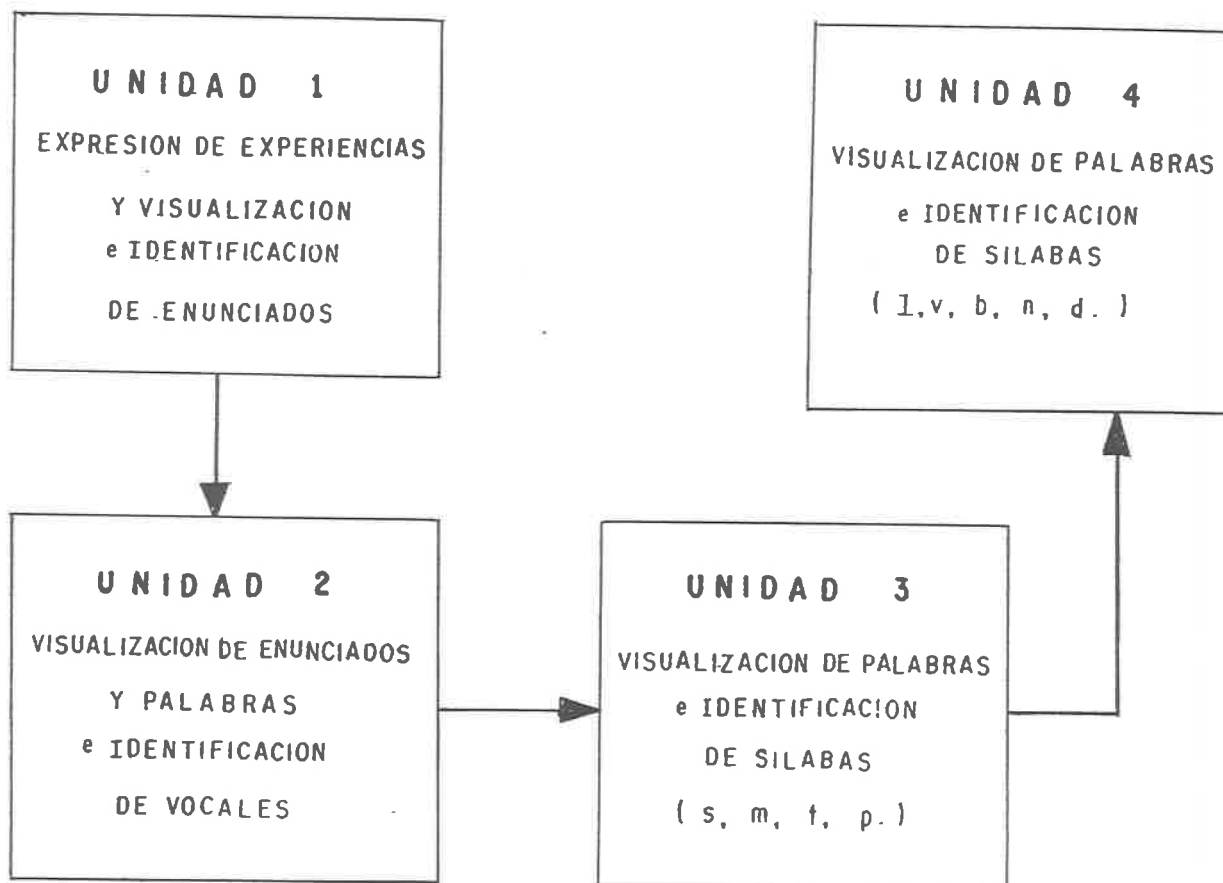 UNIDAD 1
EXPRESION DE EXPERIENCIAS
Y VISUALIZACION
e IDENTIFICACION
DE ENUNCIADOS
UNIDAD 2
VISUALIZACION DE ENUNCIADOS
Y PALABRAS
e IDENTIFICACION
DE VOCALES
UNIDAD 3
VISUALIZACION DE PALABRAS
e IDENTIFICACION
DE SILABAS
( s, m, t, p. )
UNIDAD 4
VISUALIZACION DE PALABRAS
e IDENTIFICACION
DE SILABAS
( l, v, b, n, d. )